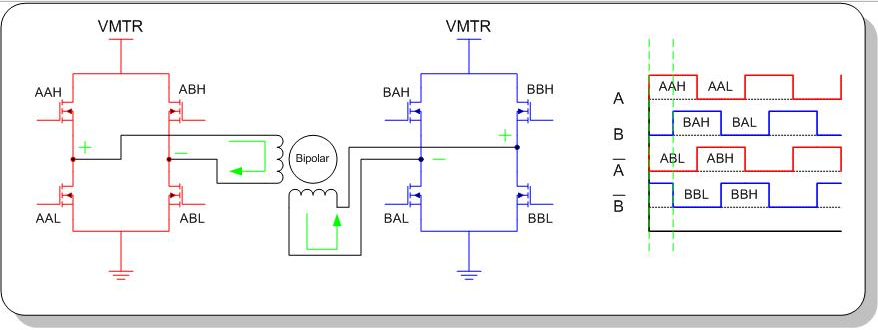 VMTR
VMTR
AAH
ABH
BAH
BBH
+
−
+
−
Bipolar
AAL
ABL
BAL
BBL
A
AAH
AAL
B
BAH
BAL
A̅
ABL
ABH
B̅
BBL
BBH